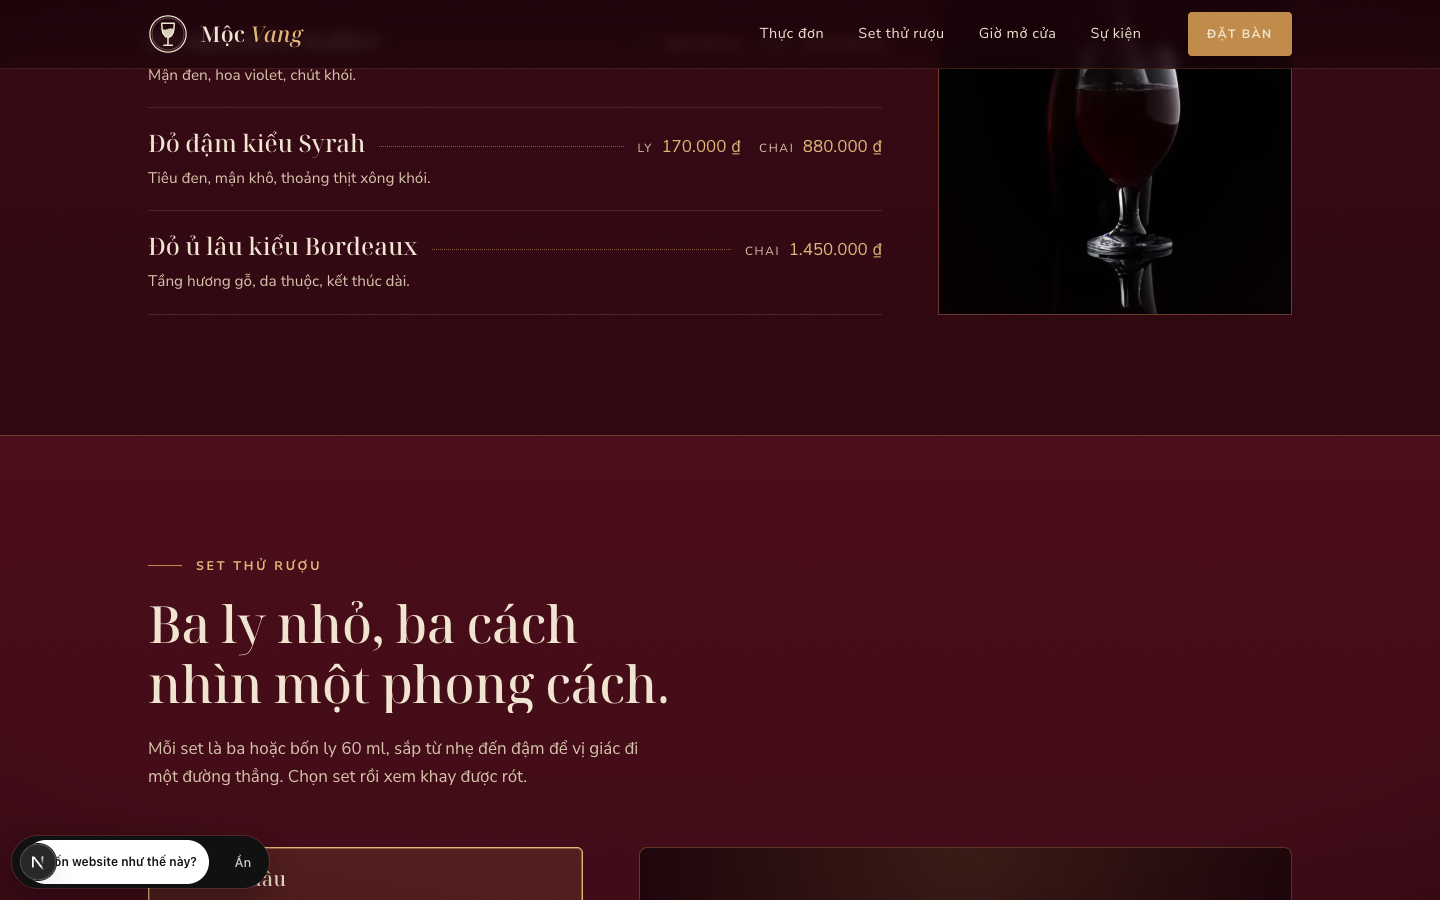 Mộc Vang
Thực đơn
Set thử rượu
Giờ mở cửa
Sự kiện
ĐẶT BÀN
Mận đen, hoa violet, chút khói.
Đỏ đậm kiểu Syrah LY 170.000 ₫ CHAI 880.000 ₫
Tiêu đen, mận khô, thoảng thịt xông khói.
Đỏ ủ lâu kiểu Bordeaux CHAI 1.450.000 ₫
Tầng hương gỗ, da thuộc, kết thúc dài.
SET THỬ RƯỢU
Ba ly nhỏ, ba cách
nhìn một phong cách.
Mỗi set là ba hoặc bốn ly 60 ml, sắp từ nhẹ đến đậm để vị giác đi
một đường thẳng. Chọn set rồi xem khay được rót.
website như thế này?
Ẩn